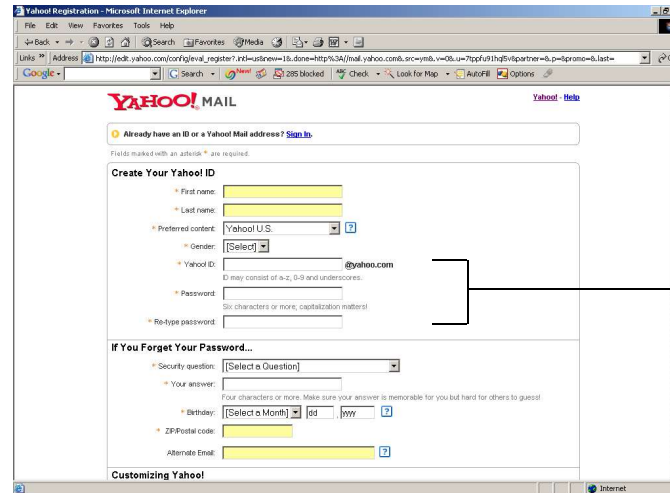 Yahoo! Registration - Microsoft Internet Explorer
File Edit View Favorites Tools Help
Back Search Favorites Media
Links » Address http://edit.yahoo.com/config/eval_register?.intl=us&new=1&.done=http%3A//mail.yahoo.com&.src=ym&.v=0&.u=7tppfu91hql5v&partner=&.p=&promo=&.last=
Google Search New! 285 blocked Check Look for Map AutoFill Options
YAHOO! MAIL
Yahoo! - Help
Already have an ID or a Yahoo! Mail address? Sign In.
Fields marked with an asterisk * are required.
Create Your Yahoo! ID
* First name:
* Last name:
* Preferred content: Yahoo! U.S. ?
* Gender: [Select]
* Yahoo! ID: @yahoo.com
ID may consist of a-z, 0-9 and underscores.
* Password:
Six characters or more; capitalization matters!
* Re-type password:
If You Forget Your Password...
* Security question: [Select a Question]
* Your answer:
Four characters or more. Make sure your answer is memorable for you but hard for others to guess!
* Birthday: [Select a Month] dd , yyyy ?
* ZIP/Postal code:
Alternate Email: ?
Customizing Yahoo!
Internet